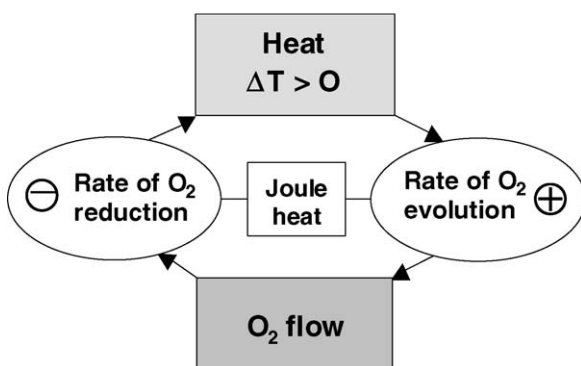 Heat
ΔT > O
⊖ Rate of O₂
reduction
Joule
heat
Rate of O₂
evolution ⊕
O₂ flow